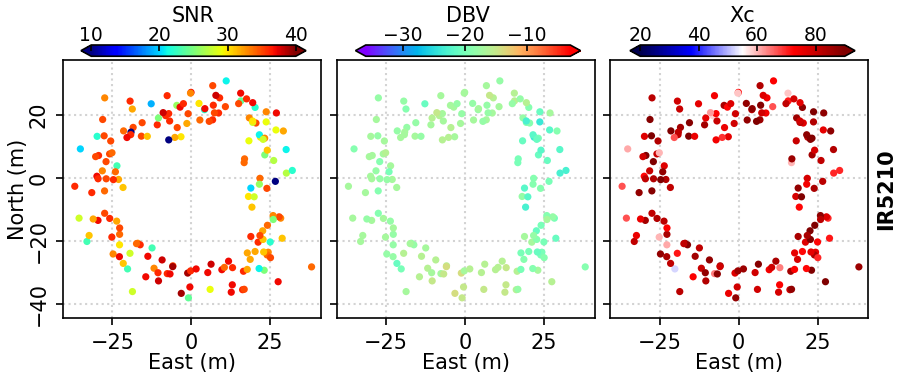 SNR DBV Xc
10 20 30 40 −30 −20 −10 20 40 60 80
North (m)
20
0
−20
−40
−25 0 25 −25 0 25 −25 0 25
East (m) East (m) East (m)
IR5210